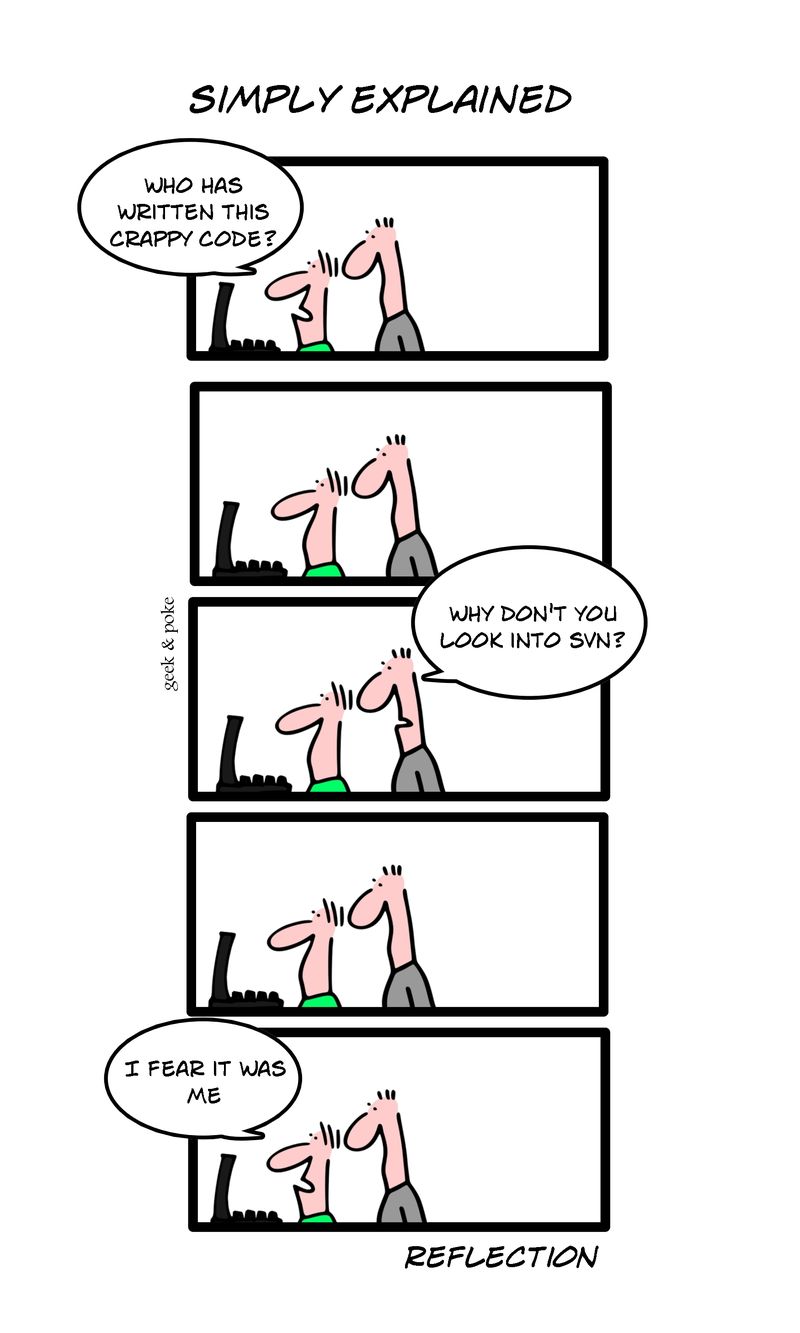 SIMPLY EXPLAINED
WHO HAS
WRITTEN THIS
CRAPPY CODE?
WHY DON'T YOU
LOOK INTO SVN?
geek & poke
I FEAR IT WAS
ME
REFLECTION